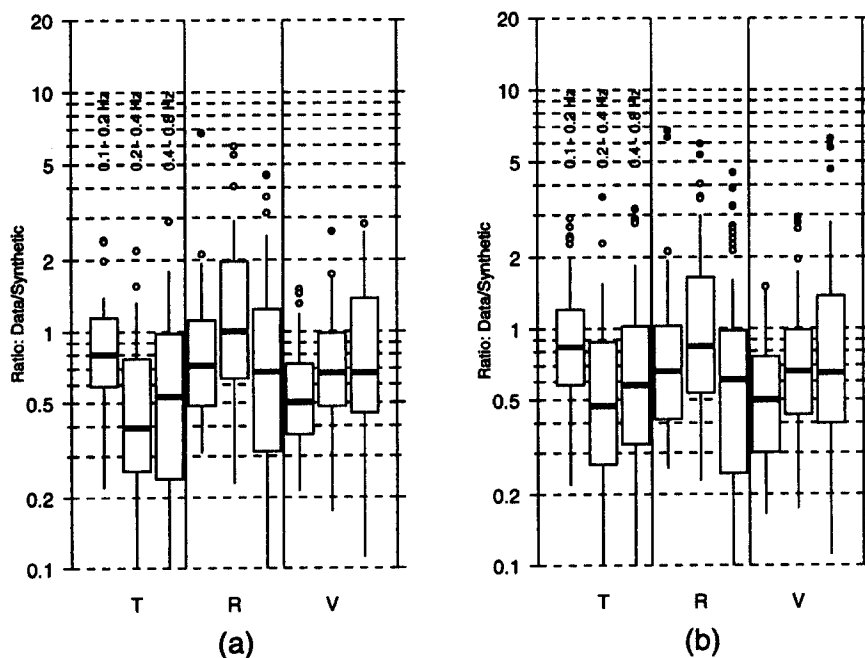 20
10
5
2
1
0.5
0.2
0.1
Ratio: Data/Synthetic
0.1- 0.2 Hz
0.2- 0.4 Hz
0.4- 0.8 Hz
T
R
V
(a)
20
10
5
2
1
0.5
0.2
0.1
Ratio: Data/Synthetic
0.1- 0.2 Hz
0.2- 0.4 Hz
0.4- 0.8 Hz
T
R
V
(b)